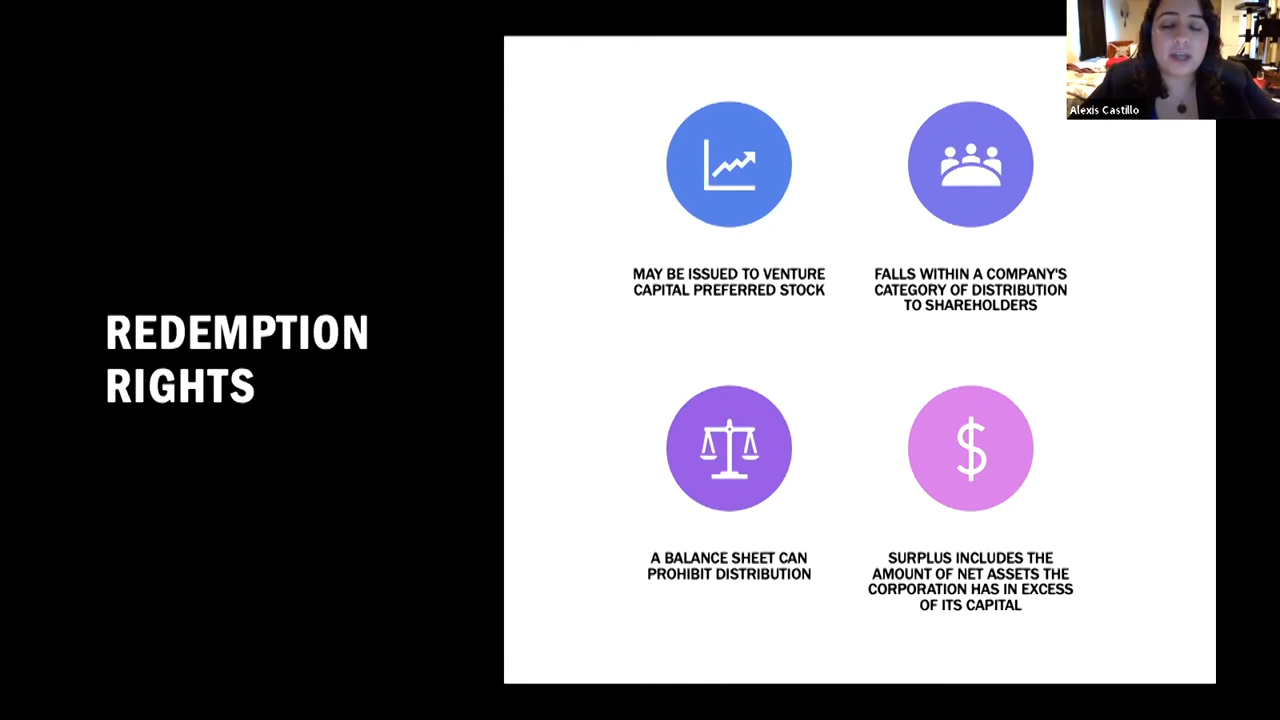 Alexis Castillo
REDEMPTION
RIGHTS
MAY BE ISSUED TO VENTURE
CAPITAL PREFERRED STOCK
FALLS WITHIN A COMPANY'S
CATEGORY OF DISTRIBUTION
TO SHAREHOLDERS
A BALANCE SHEET CAN
PROHIBIT DISTRIBUTION
SURPLUS INCLUDES THE
AMOUNT OF NET ASSETS THE
CORPORATION HAS IN EXCESS
OF ITS CAPITAL